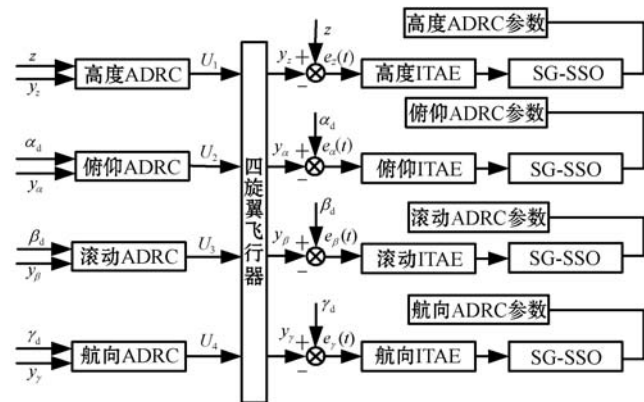 高度ADRC参数
z
z
y_z
高度ADRC
U_1
y_z
+
−
e_z(t)
高度ITAE
SG-SSO
俯仰ADRC参数
α_d
α_d
y_α
俯仰ADRC
U_2
y_α
+
−
e_α(t)
俯仰ITAE
SG-SSO
四旋翼飞行器
滚动ADRC参数
β_d
β_d
y_β
滚动ADRC
U_3
y_β
+
−
e_β(t)
滚动ITAE
SG-SSO
航向ADRC参数
γ_d
γ_d
y_γ
航向ADRC
U_4
y_γ
+
−
e_γ(t)
航向ITAE
SG-SSO